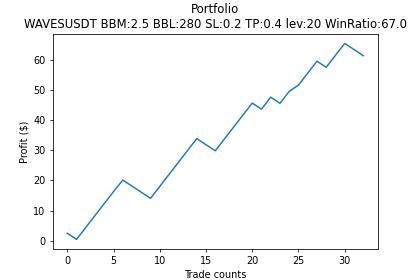 Portfolio
WAVESUSDT BBM:2.5 BBL:280 SL:0.2 TP:0.4 lev:20 WinRatio:67.0
Profit ($)
60
50
40
30
20
10
0
0 5 10 15 20 25 30
Trade counts